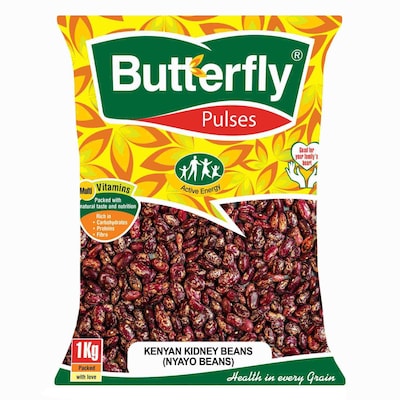 Butterfly®
Pulses
Good for
your family's
heart
Active Energy
Multi Vitamins
Packed with
natural taste and nutrition
Rich in
• Carbohydrates
• Proteins
• Fibre
1Kg
Packed
with love
KENYAN KIDNEY BEANS
(NYAYO BEANS)
Health in every Grain